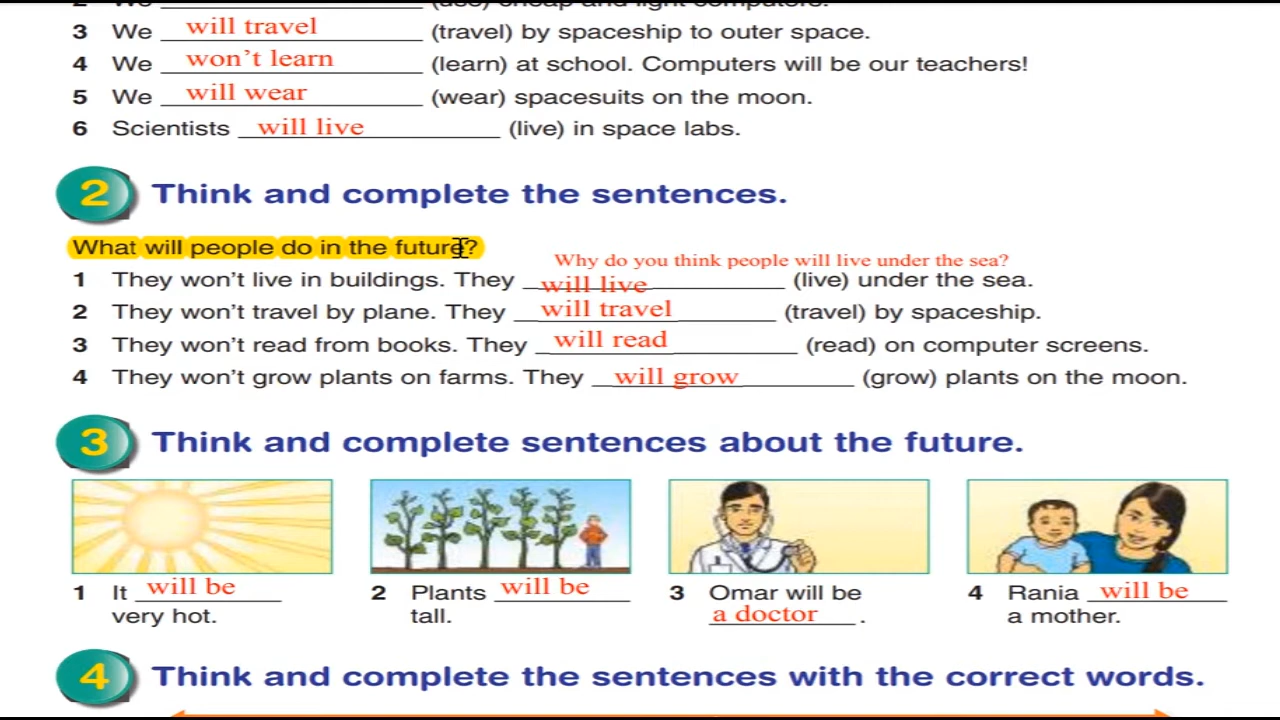 2 We ____ (use) cheap and light computers.
3 We will travel (travel) by spaceship to outer space.
4 We won't learn (learn) at school. Computers will be our teachers!
5 We will wear (wear) spacesuits on the moon.
6 Scientists will live (live) in space labs.
2 Think and complete the sentences.
What will people do in the future?
Why do you think people will live under the sea?
1 They won't live in buildings. They will live (live) under the sea.
2 They won't travel by plane. They will travel (travel) by spaceship.
3 They won't read from books. They will read (read) on computer screens.
4 They won't grow plants on farms. They will grow (grow) plants on the moon.
3 Think and complete sentences about the future.
1 It will be
very hot.
2 Plants will be
tall.
3 Omar will be
a doctor.
4 Rania will be
a mother.
4 Think and complete the sentences with the correct words.